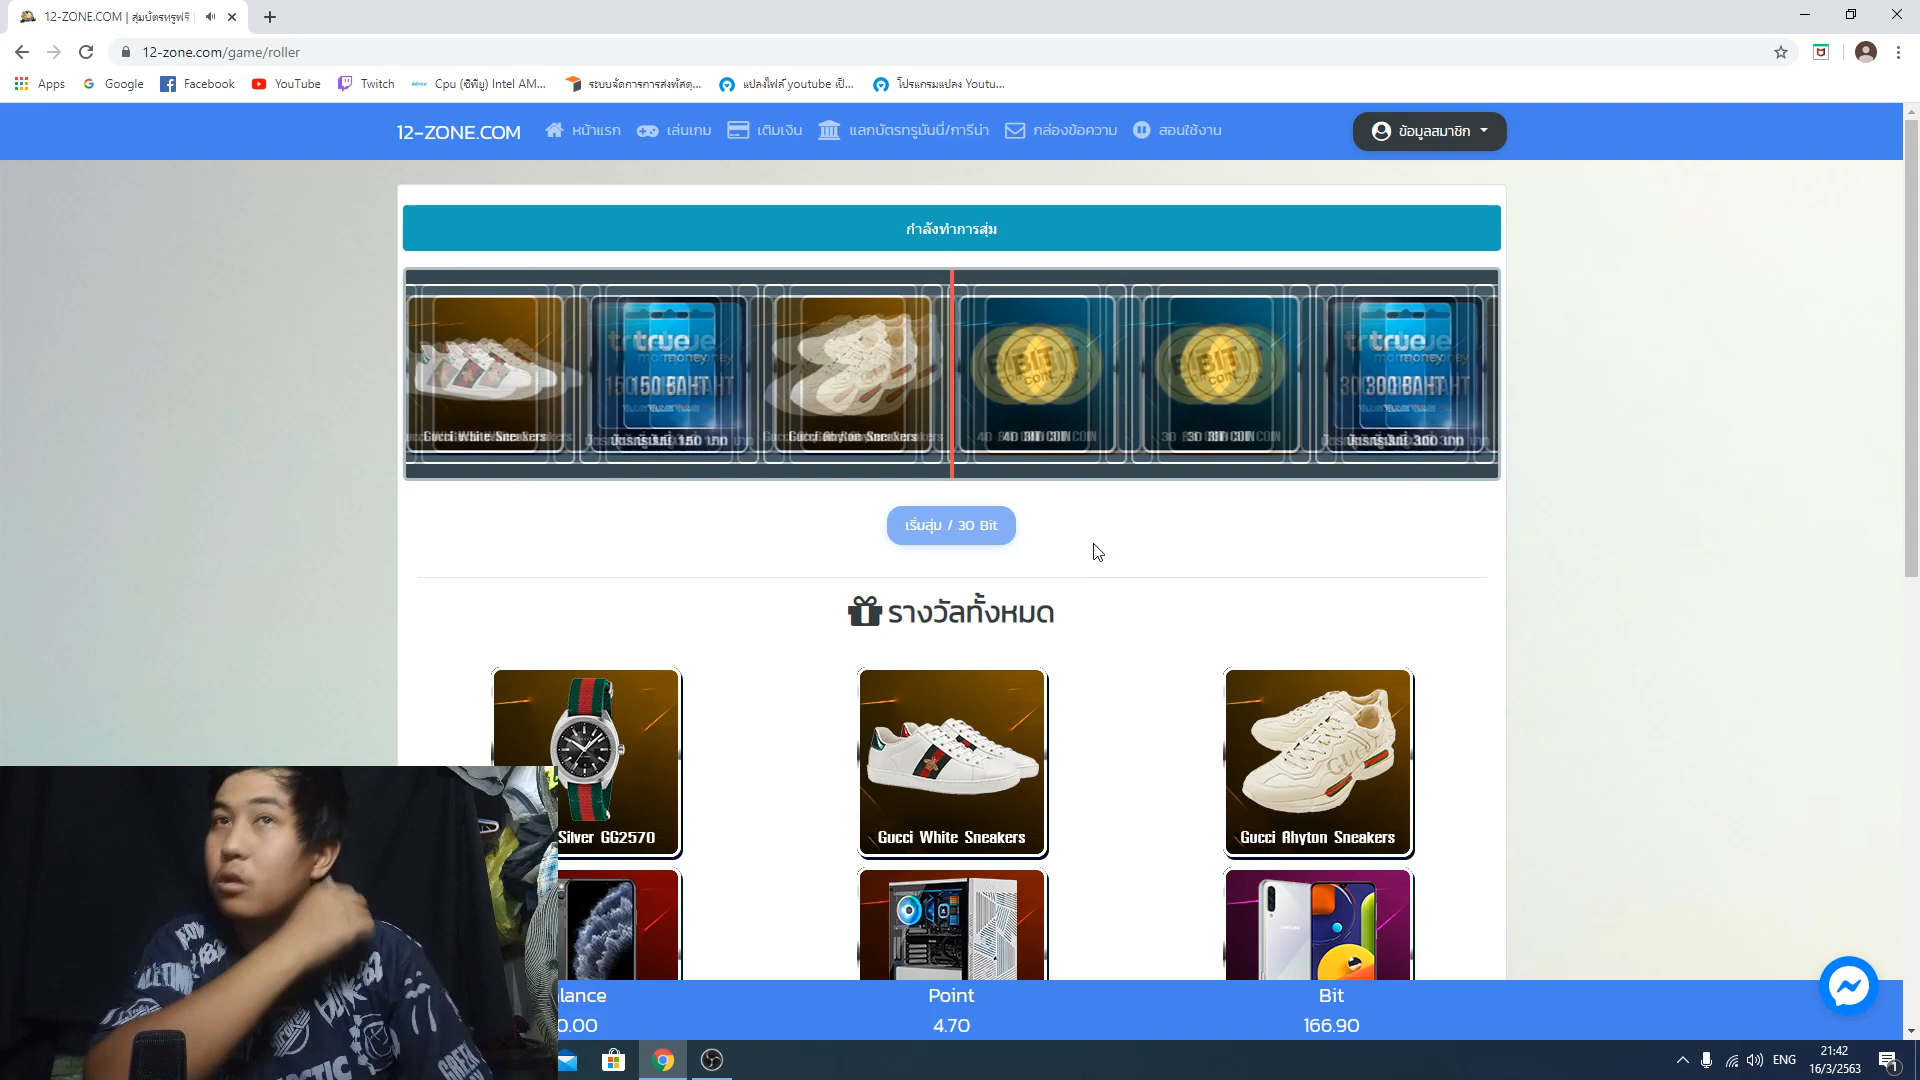 12-ZONE.COM | สุ่มบัตรทรูฟรี
12-zone.com/game/roller
Apps Google Facebook YouTube Twitch Cpu (ซีพียู) Intel AM... ระบบจัดการการส่งพัสดุ... แปลงไฟล์ youtube เป็... โปรแกรมแปลง Youtu...
12-ZONE.COM หน้าแรก เล่นเกม เติมเงิน แลกบัตรทรูมันนี่/การีน่า กล่องข้อความ สอนใช้งาน ข้อมูลสมาชิก
กำลังทำการสุ่ม
true
money
150 BAHT
BIT
COIN
BIT
COIN
true
money
300 BAHT
Gucci White Sneakers
บัตรทรูมันนี่ 150 บาท
Gucci Ahyton Sneakers
40 BIT COIN
30 BIT COIN
บัตรทรูมันนี่ 300 บาท
เริ่มสุ่ม / 30 Bit
รางวัลทั้งหมด
Silver GG2570
Gucci White Sneakers
GUCCI
Gucci Ahyton Sneakers
lance
0.00
Point
4.70
Bit
166.90
ENG
21:42
16/3/2563
1